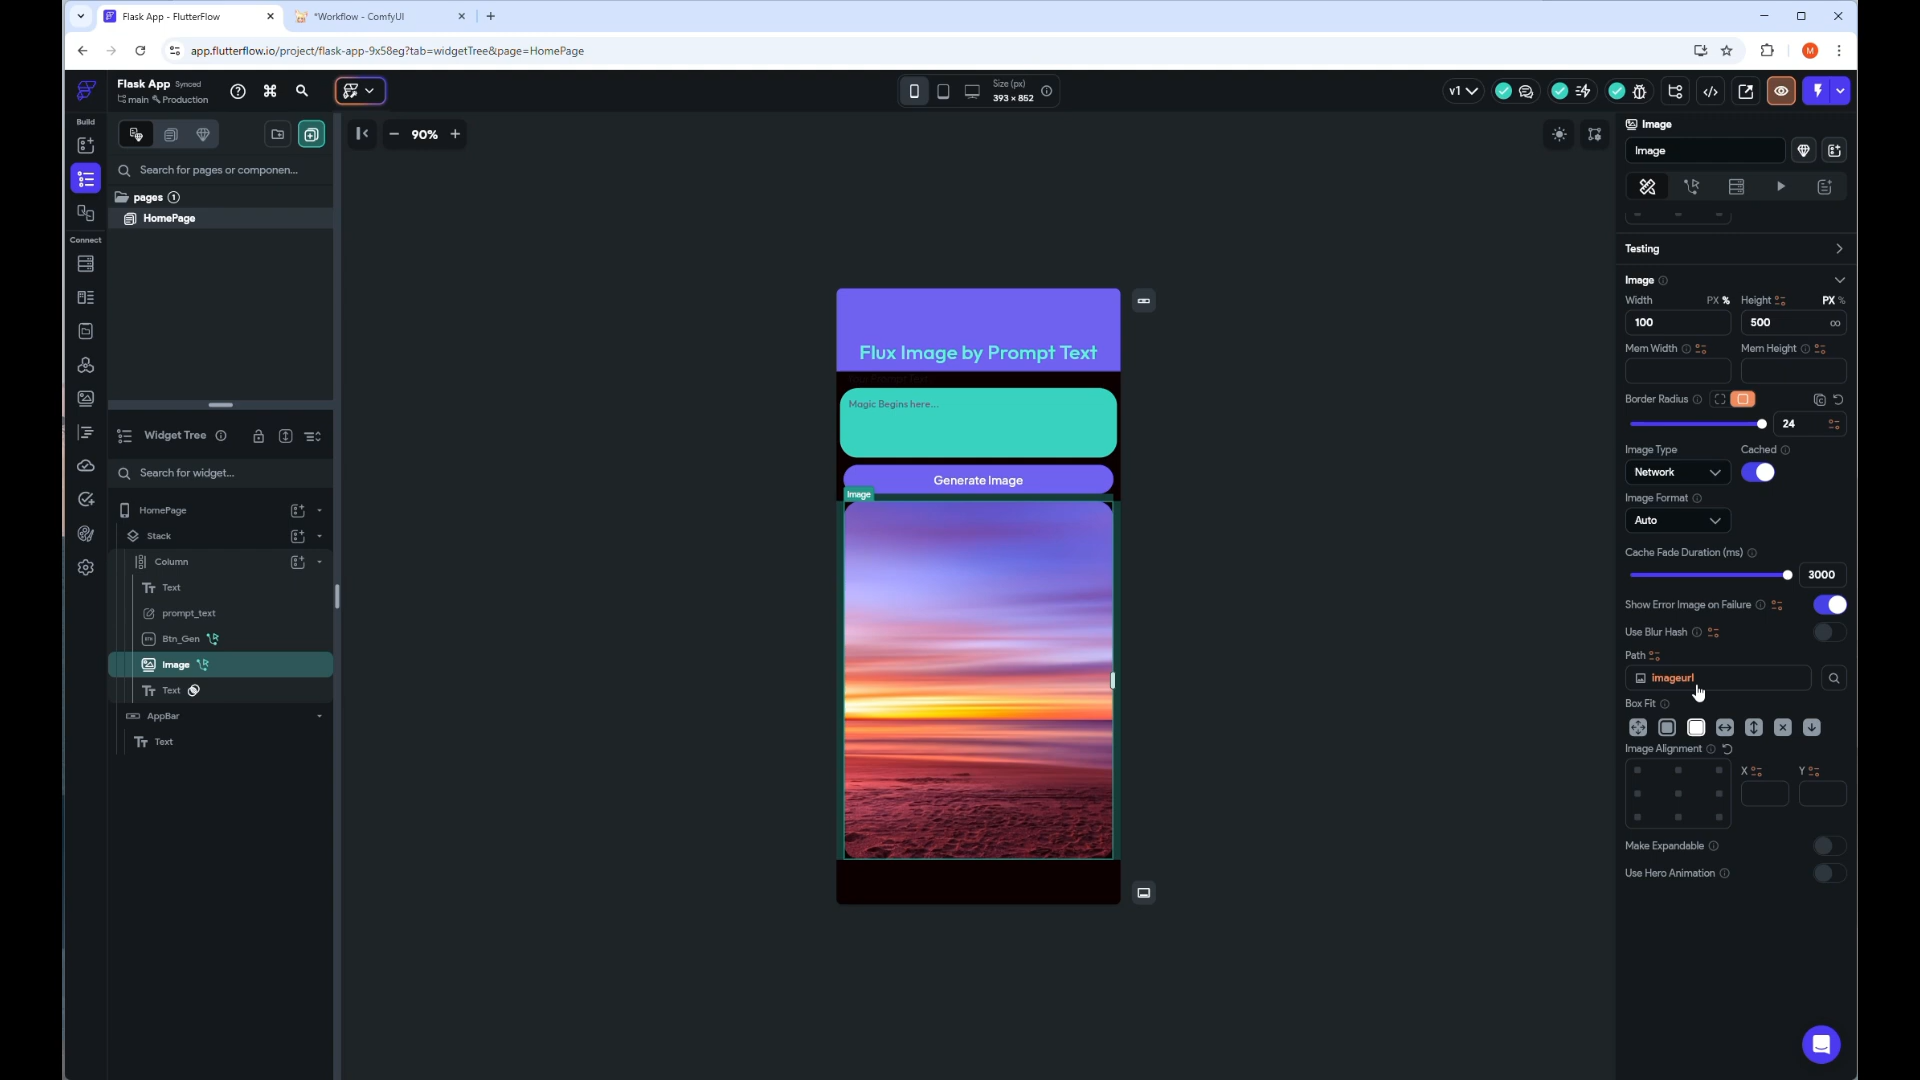 Flask App - FlutterFlow
*Workflow - ComfyUI
app.flutterflow.io/project/flask-app-9x58eg?tab=widgetTree&page=HomePage
M
Flask App Synced
main Production
Size (px)
393 × 852
v1
Build
90%
Image
Search for pages or componen...
Image
pages 1
HomePage
Connect
Testing
Image
Width PX % Height PX %
100 500 ∞
Mem Width Mem Height
Flux Image by Prompt Text
Magic Begins here...
Border Radius
24
Widget Tree
Image Type Cached
Network
Search for widget...
Generate Image
Image
Image Format
Auto
HomePage
Stack
Cache Fade Duration (ms)
Column
3000
Text
Show Error Image on Failure
prompt_text
Use Blur Hash
BTN Btn_Gen
Path
Image
imageurl
Text
Box Fit
AppBar
Text
Image Alignment
X Y
Make Expandable
Use Hero Animation